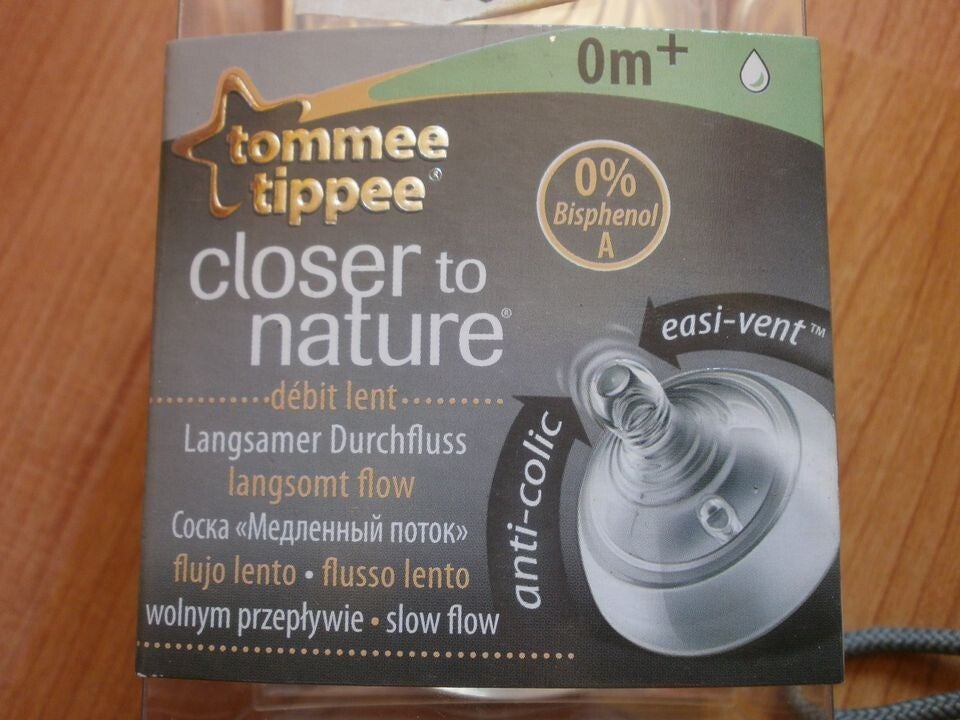 0m+
tommee
tippee®
0%
Bisphenol
A
closer to
nature®
easi-vent™
anti-colic
débit lent
Langsamer Durchfluss
langsomt flow
Соска «Медленный поток»
flujo lento • flusso lento
wolnym przepływie • slow flow